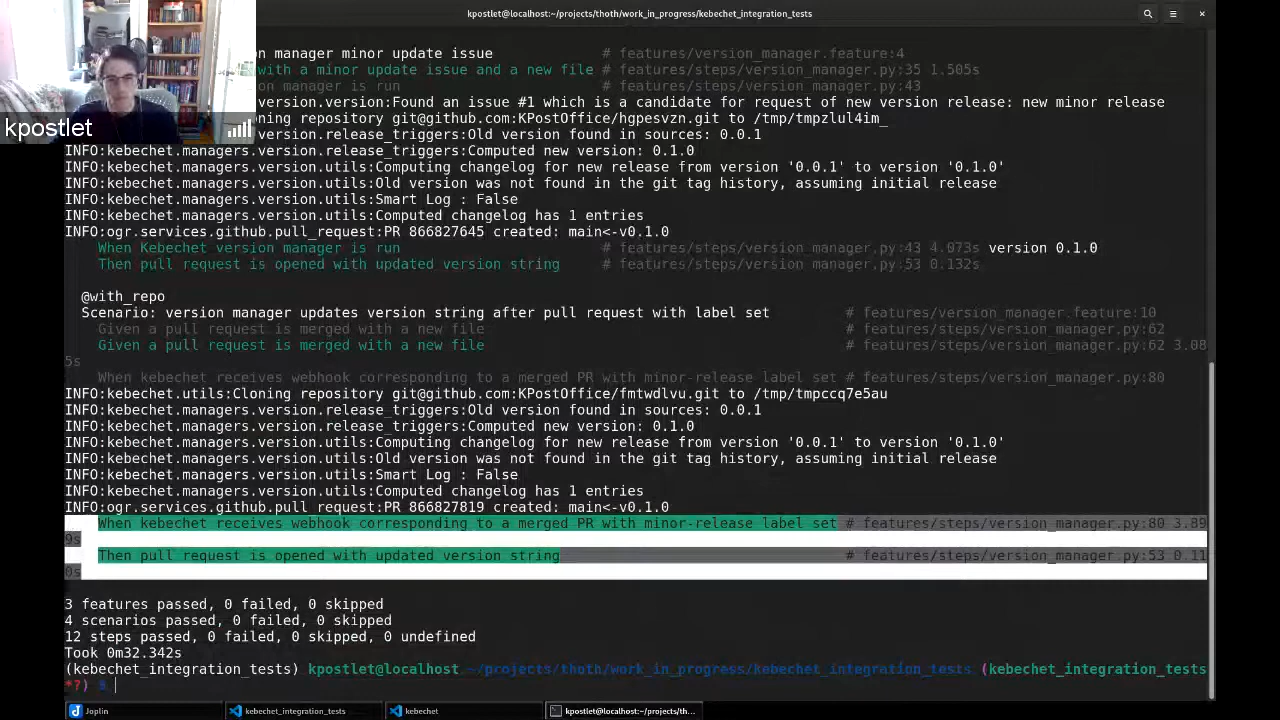 kpostlet@localhost:~/projects/thoth/work_in_progress/kebechet_integration_tests
n manager minor update issue # features/version_manager.feature:4
with a minor update issue and a new file # features/steps/version_manager.py:35 1.505s
version manager is run # features/steps/version_manager.py:43
version.version:Found an issue #1 which is a candidate for request of new version release: new minor release
kpostlet
ning repository git@github.com:KPostOffice/hgpesvzn.git to /tmp/tmpzlul4im_
version.release_triggers:Old version found in sources: 0.0.1
INFO:kebechet.managers.version.release_triggers:Computed new version: 0.1.0
INFO:kebechet.managers.version.utils:Computing changelog for new release from version '0.0.1' to version '0.1.0'
INFO:kebechet.managers.version.utils:Old version was not found in the git tag history, assuming initial release
INFO:kebechet.managers.version.utils:Smart Log : False
INFO:kebechet.managers.version.utils:Computed changelog has 1 entries
INFO:ogr.services.github.pull_request:PR 866827645 created: main<-v0.1.0
When Kebechet version manager is run # features/steps/version_manager.py:43 4.073s version 0.1.0
Then pull request is opened with updated version string # features/steps/version_manager.py:53 0.132s
@with_repo
Scenario: version manager updates version string after pull request with label set # features/version_manager.feature:10
Given a pull request is merged with a new file # features/steps/version_manager.py:62
Given a pull request is merged with a new file # features/steps/version_manager.py:62 3.08
5s
When kebechet receives webhook corresponding to a merged PR with minor-release label set # features/steps/version_manager.py:80
INFO:kebechet.utils:Cloning repository git@github.com:KPostOffice/fmtwdlvu.git to /tmp/tmpccq7e5au
INFO:kebechet.managers.version.release_triggers:Old version found in sources: 0.0.1
INFO:kebechet.managers.version.release_triggers:Computed new version: 0.1.0
INFO:kebechet.managers.version.utils:Computing changelog for new release from version '0.0.1' to version '0.1.0'
INFO:kebechet.managers.version.utils:Old version was not found in the git tag history, assuming initial release
INFO:kebechet.managers.version.utils:Smart Log : False
INFO:kebechet.managers.version.utils:Computed changelog has 1 entries
INFO:ogr.services.github.pull_request:PR 866827819 created: main<-v0.1.0
When kebechet receives webhook corresponding to a merged PR with minor-release label set # features/steps/version_manager.py:80 3.89
9s
Then pull request is opened with updated version string # features/steps/version_manager.py:53 0.11
0s
3 features passed, 0 failed, 0 skipped
4 scenarios passed, 0 failed, 0 skipped
12 steps passed, 0 failed, 0 skipped, 0 undefined
Took 0m32.342s
(kebechet_integration_tests) kpostlet@localhost ~/projects/thoth/work_in_progress/kebechet_integration_tests (kebechet_integration_tests
*?) $
Joplin
kebechet_integration_tests
kebechet
kpostlet@localhost:~/projects/th...